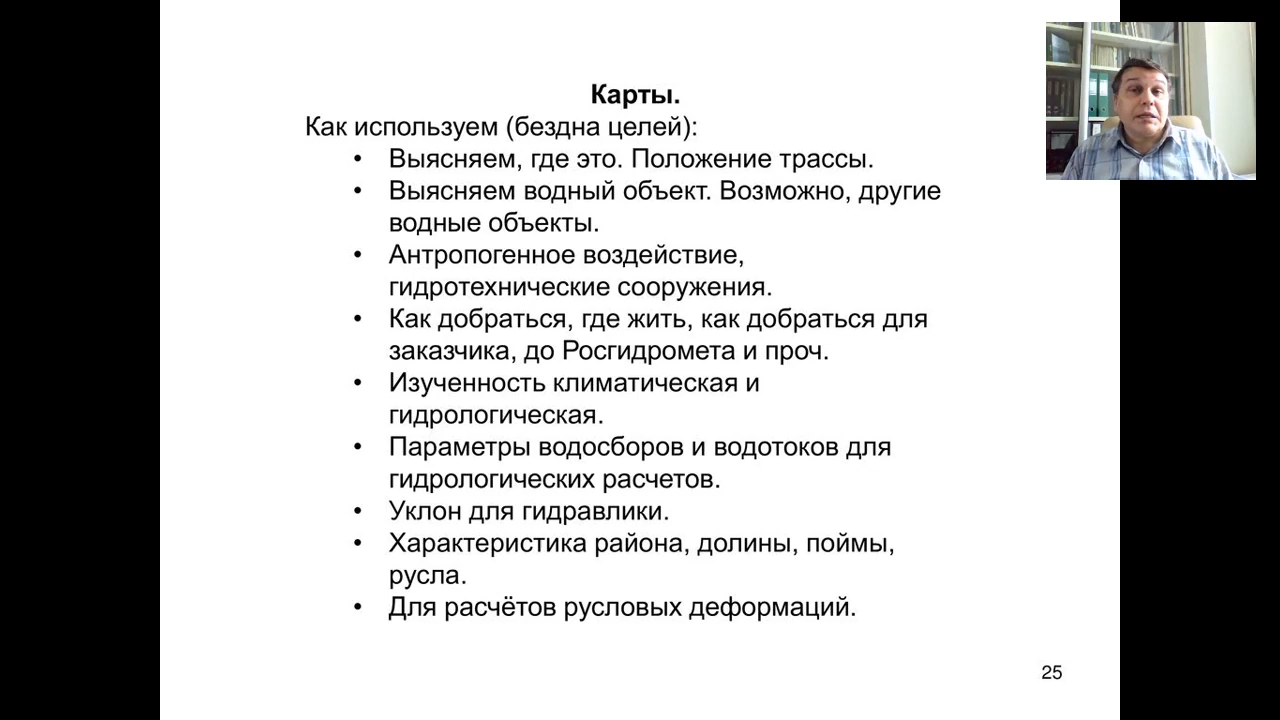 Карты.
Как используем (бездна целей):
• Выясняем, где это. Положение трассы.
• Выясняем водный объект. Возможно, другие
водные объекты.
• Антропогенное воздействие,
гидротехнические сооружения.
• Как добраться, где жить, как добраться для
заказчика, до Росгидромета и проч.
• Изученность климатическая и
гидрологическая.
• Параметры водосборов и водотоков для
гидрологических расчетов.
• Уклон для гидравлики.
• Характеристика района, долины, поймы,
русла.
• Для расчётов русловых деформаций.
25